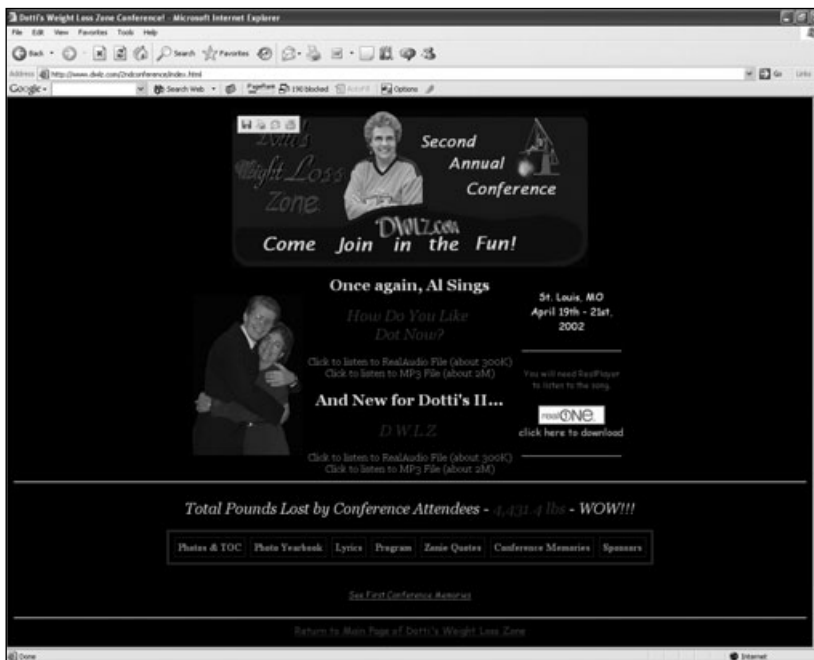 Dotti's Weight Loss Zone Conference! - Microsoft Internet Explorer
File Edit View Favorites Tools Help
Back Search Favorites
Address http://www.dwlz.com/2ndconference/index.html Go Links
Google Search Web PageRank 190 blocked AutoFill Options
Dotti's
Weight Loss
Zone
Second
Annual
Conference
DWLZ.com
Come Join in the Fun!
Once again, Al Sings
How Do You Like
Dot Now?
Click to listen to RealAudio File (about 300K)
Click to listen to MP3 File (about 2M)
And New for Dotti's II...
D.W.L.Z
Click to listen to RealAudio File (about 300K)
Click to listen to MP3 File (about 2M)
St. Louis, MO
April 19th - 21st,
2002
You will need RealPlayer
to listen to the song.
realONE
click here to download
Total Pounds Lost by Conference Attendees - 4,431.4 lbs - WOW!!!
Photos & TOC Photo Yearbook Lyrics Program Zonie Quotes Conference Memories Sponsors
See First Conference Memories
Return to Main Page of Dotti's Weight Loss Zone
Done Internet